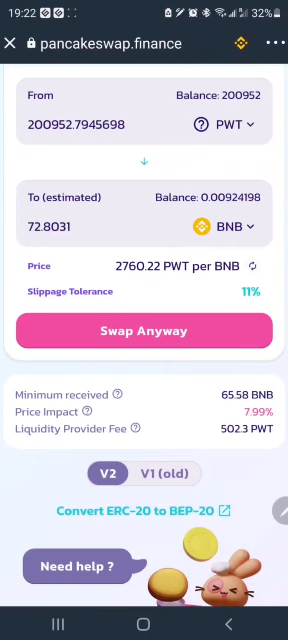 19:22
32%
pancakeswap.finance
From
Balance: 200952
200952.7945698
PWT
To (estimated)
Balance: 0.00924198
72.8031
BNB
Price
2760.22 PWT per BNB
Slippage Tolerance
11%
Swap Anyway
Minimum received
65.58 BNB
Price Impact
7.99%
Liquidity Provider Fee
502.3 PWT
V2
V1 (old)
Convert ERC-20 to BEP-20
Need help ?